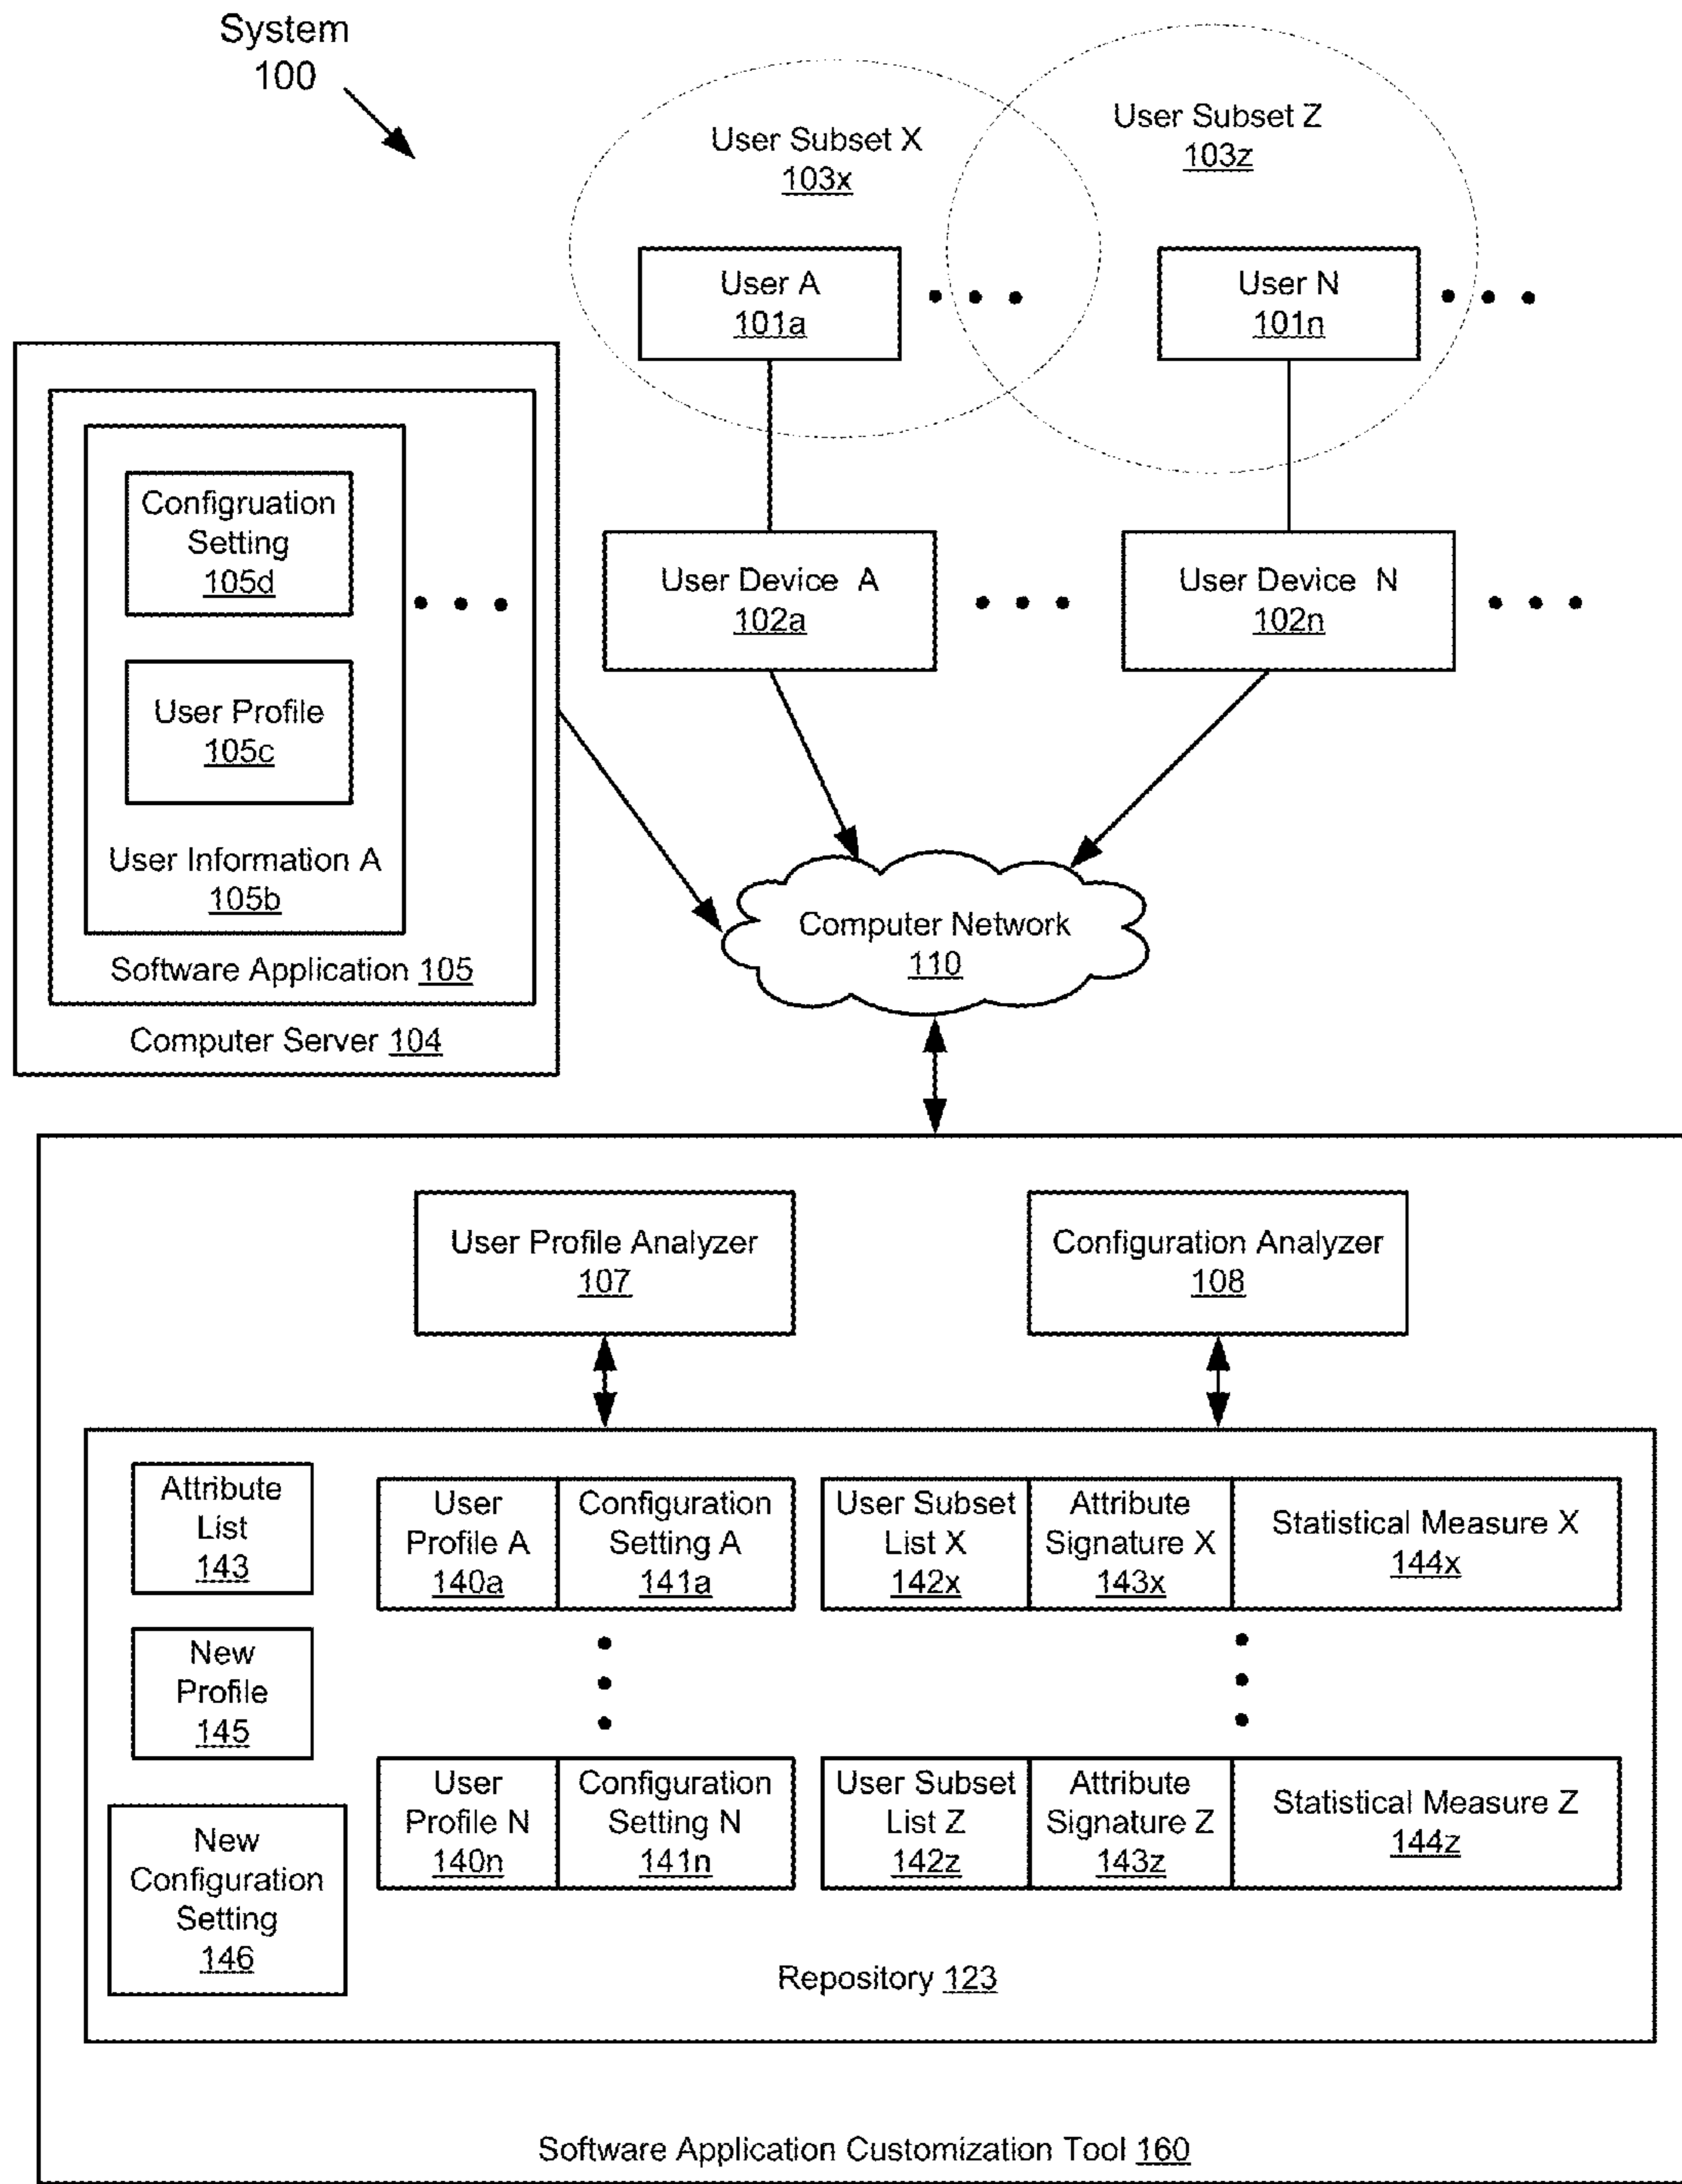 System
100
User Subset X
103x
User Subset Z
103z
User A
101a
User N
101n
Configruation
Setting
105d
User Profile
105c
User Information A
105b
Software Application 105
Computer Server 104
User Device A
102a
User Device N
102n
Computer Network
110
User Profile Analyzer
107
Configuration Analyzer
108
Attribute
List
143
New
Profile
145
New
Configuration
Setting
146
User
Profile A
140a
Configuration
Setting A
141a
User Subset
List X
142x
Attribute
Signature X
143x
Statistical Measure X
144x
User
Profile N
140n
Configuration
Setting N
141n
User Subset
List Z
142z
Attribute
Signature Z
143z
Statistical Measure Z
144z
Repository 123
Software Application Customization Tool 160